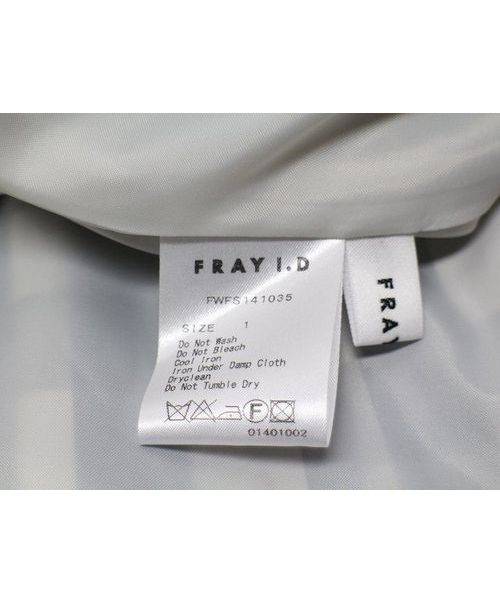 FRAY I.D
FWFS141035
SIZE 1
Do Not Wash
Do Not Bleach
Cool Iron
Iron Under Damp Cloth
Dryclean
Do Not Tumble Dry
F
01401002
FRAY